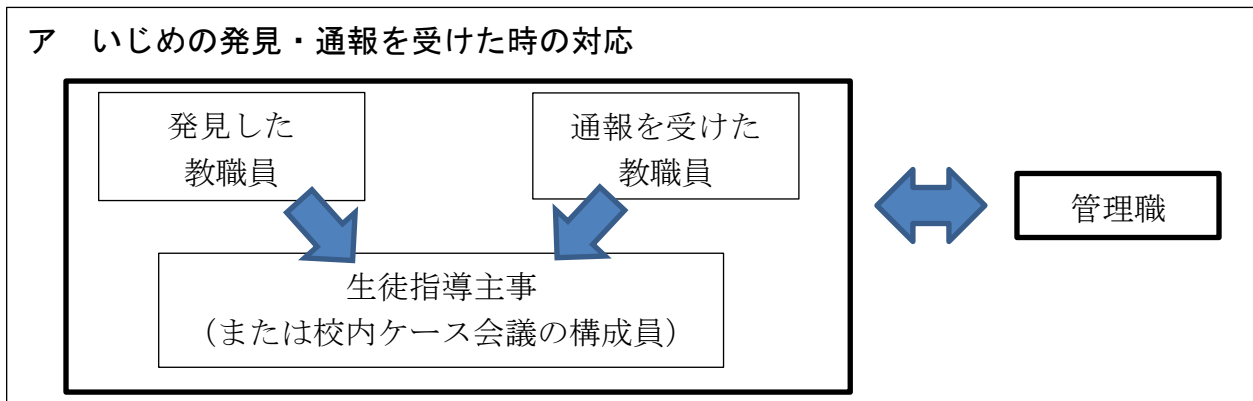 ア いじめの発見・通報を受けた時の対応
発見した
教職員
通報を受けた
教職員
管理職
生徒指導主事
（または校内ケース会議の構成員）